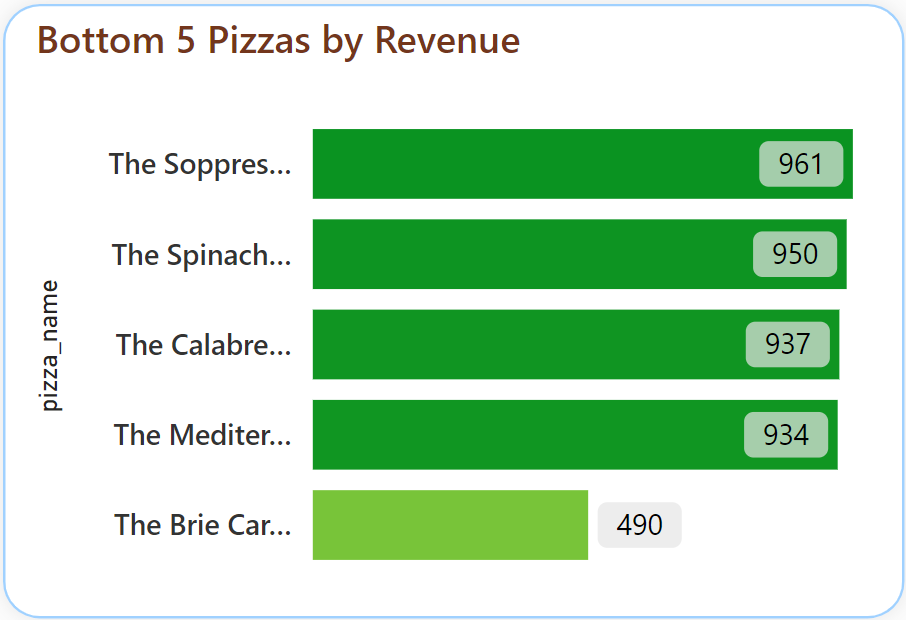 Bottom 5 Pizzas by Revenue
pizza_name
The Soppres... 961
The Spinach... 950
The Calabre... 937
The Mediter... 934
The Brie Car... 490